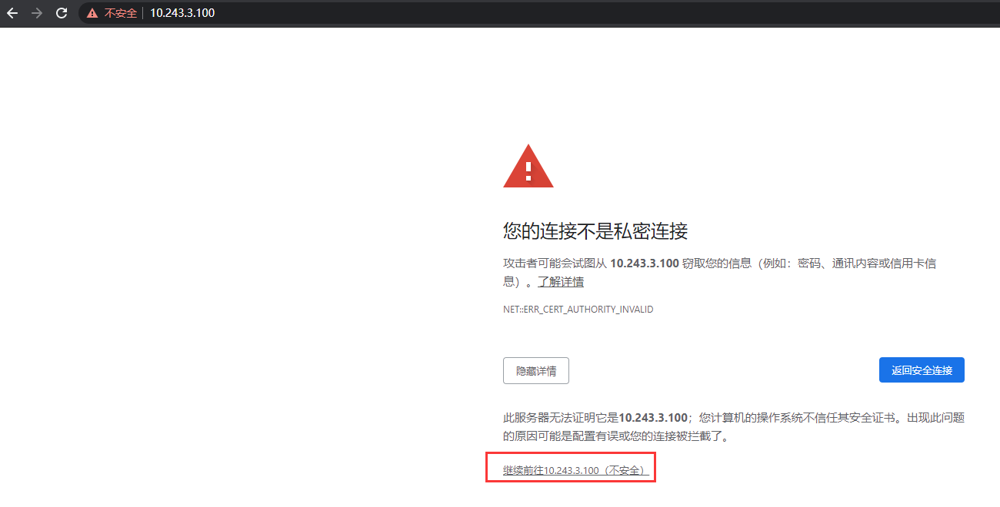 不安全 | 10.243.3.100
您的连接不是私密连接
攻击者可能会试图从 10.243.3.100 窃取您的信息（例如：密码、通讯内容或信用卡信
息）。了解详情
NET::ERR_CERT_AUTHORITY_INVALID
隐藏详情 返回安全连接
此服务器无法证明它是10.243.3.100；您计算机的操作系统不信任其安全证书。出现此问题
的原因可能是配置有误或您的连接被拦截了。
继续前往10.243.3.100（不安全）